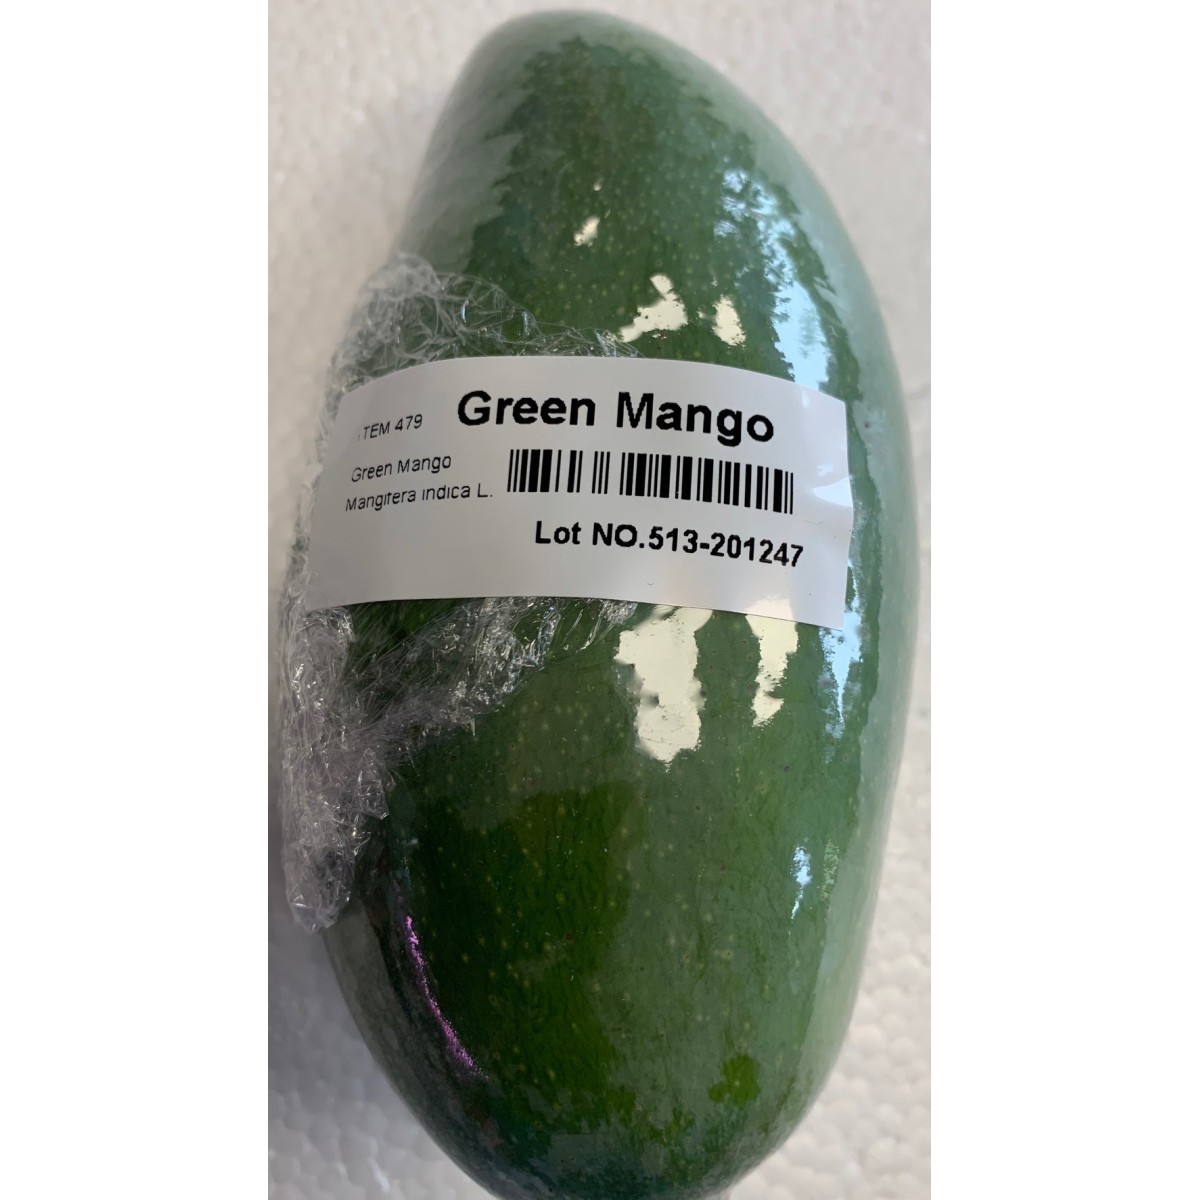 Green Mango
ITEM 479
Green Mango
Mangifera indica L.
Lot NO.513-201247